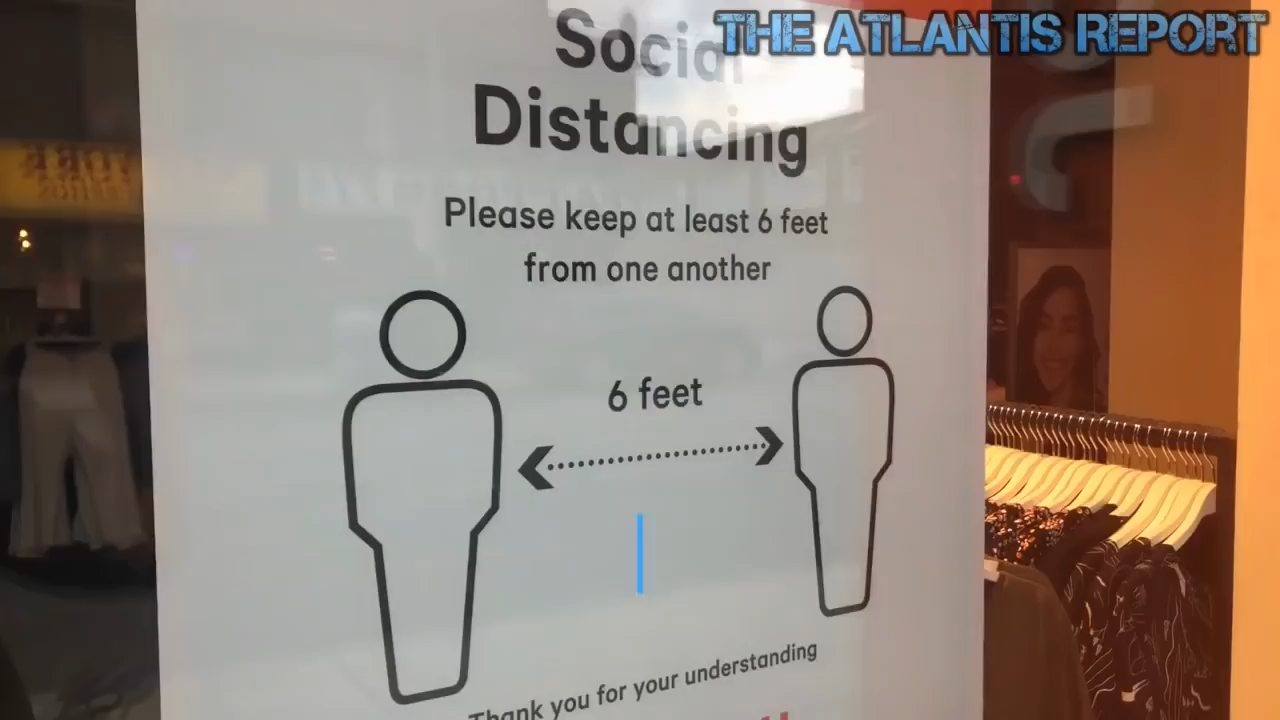 THE ATLANTIS REPORT
Social
Distancing
Please keep at least 6 feet
from one another
6 feet
Thank you for your understanding